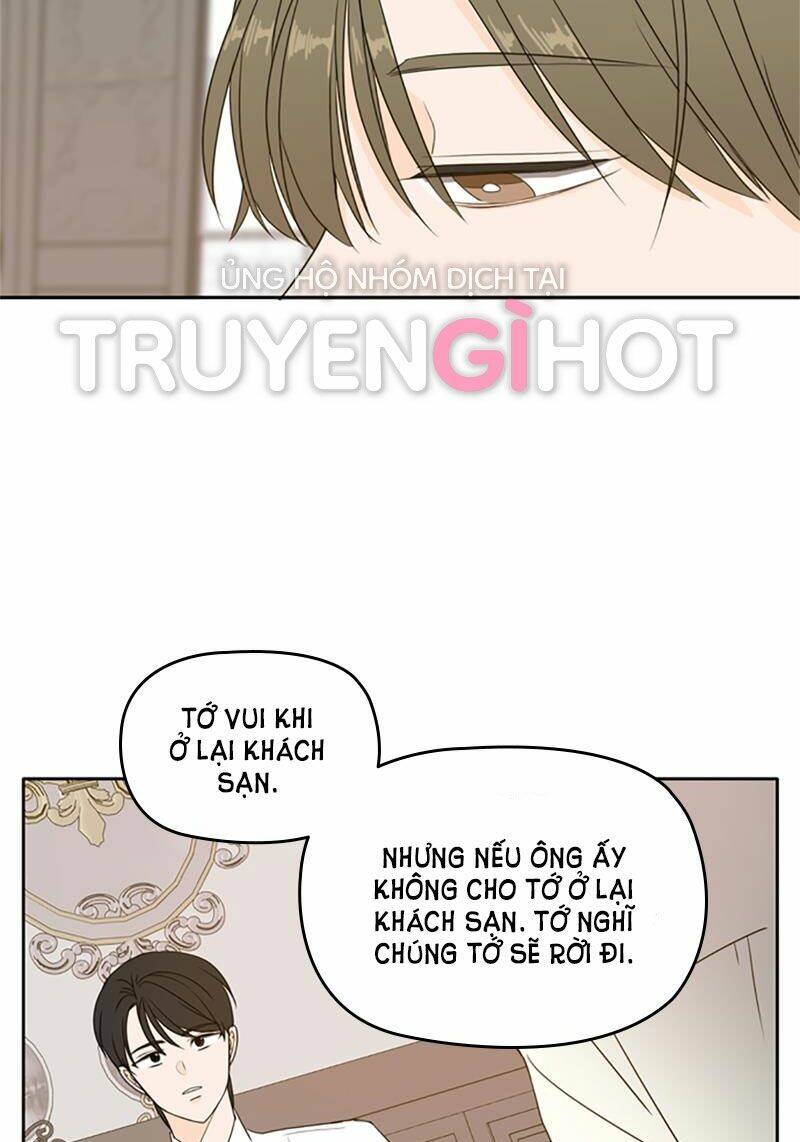 ỦNG HỘ NHÓM DỊCH TẠI
TRUYENGÌHOT
TỚ VUI KHI
Ở LẠI KHÁCH
SẠN.
NHƯNG NẾU ÔNG ẤY
KHÔNG CHO TỚ Ở LẠI
KHÁCH SẠN. TỚ NGHĨ
CHÚNG TỚ SẼ RỜI ĐI.